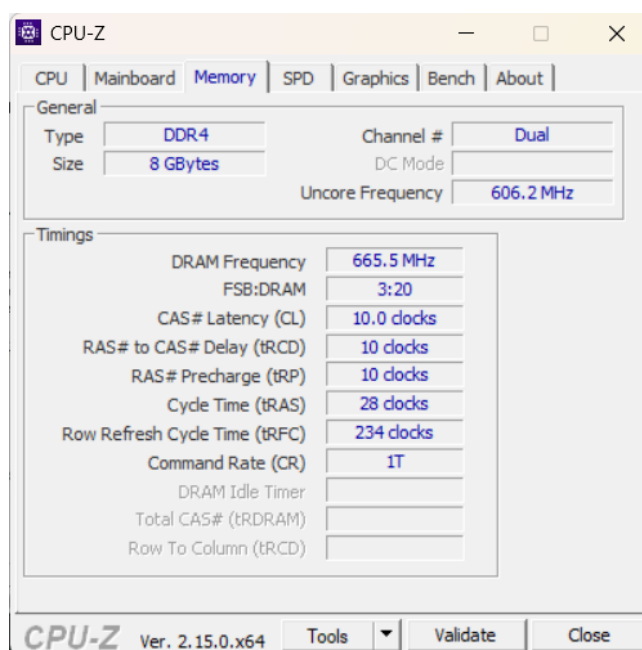 CPU-Z
CPU Mainboard Memory SPD Graphics Bench About
General
Type DDR4 Channel # Dual
Size 8 GBytes DC Mode
Uncore Frequency 606.2 MHz
Timings
DRAM Frequency 665.5 MHz
FSB:DRAM 3:20
CAS# Latency (CL) 10.0 clocks
RAS# to CAS# Delay (tRCD) 10 clocks
RAS# Precharge (tRP) 10 clocks
Cycle Time (tRAS) 28 clocks
Row Refresh Cycle Time (tRFC) 234 clocks
Command Rate (CR) 1T
DRAM Idle Timer
Total CAS# (tRDRAM)
Row To Column (tRCD)
CPU-Z Ver. 2.15.0.x64 Tools Validate Close